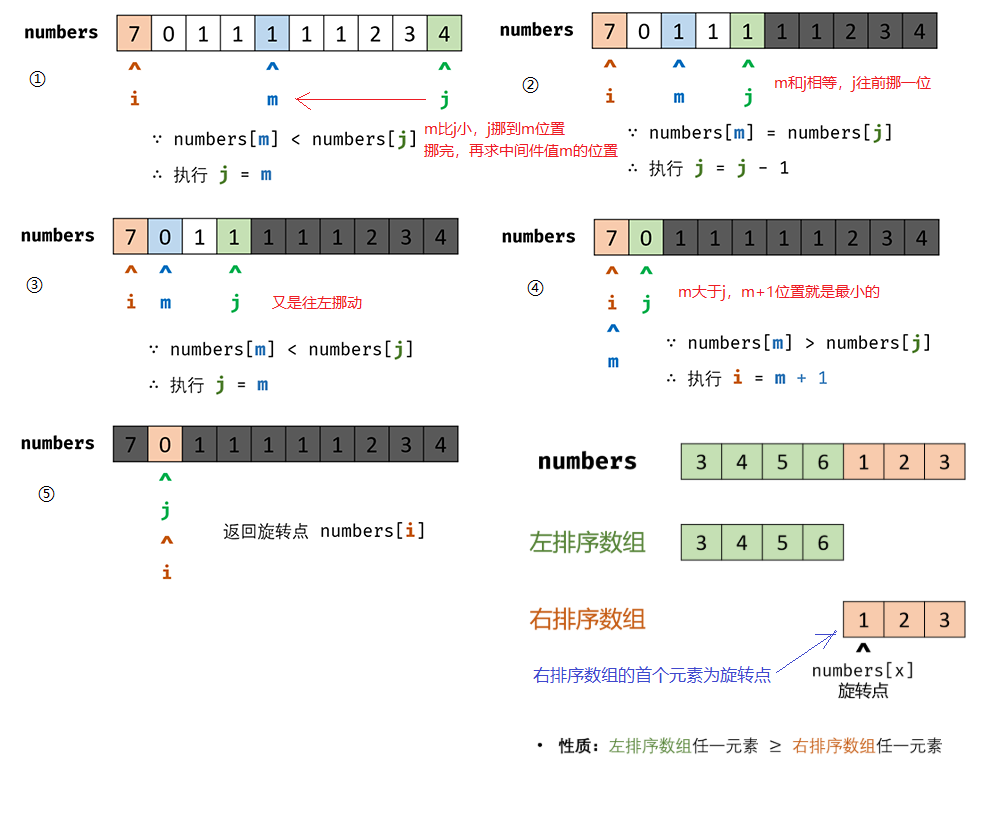 numbers 7 0 1 1 1 1 1 2 3 4
①
^ ^ ^
i m j
∵ numbers[m] < numbers[j]
∴ 执行 j = m
m比j小，j挪到m位置
挪完，再求中间件值m的位置
numbers 7 0 1 1 1 1 1 2 3 4
②
^ ^ ^
i m j
m和j相等，j往前挪一位
∵ numbers[m] = numbers[j]
∴ 执行 j = j - 1
numbers 7 0 1 1 1 1 1 2 3 4
③
^ ^ ^
i m j
又是往左挪动
∵ numbers[m] < numbers[j]
∴ 执行 j = m
numbers 7 0 1 1 1 1 1 2 3 4
④
^ ^
i j
^
m
m大于j，m+1位置就是最小的
∵ numbers[m] > numbers[j]
∴ 执行 i = m + 1
numbers 7 0 1 1 1 1 1 2 3 4
⑤
^
j
^
i
返回旋转点 numbers[i]
numbers 3 4 5 6 1 2 3
左排序数组 3 4 5 6
右排序数组 1 2 3
^
右排序数组的首个元素为旋转点
numbers[x]
旋转点
• 性质：左排序数组任一元素 ≥ 右排序数组任一元素